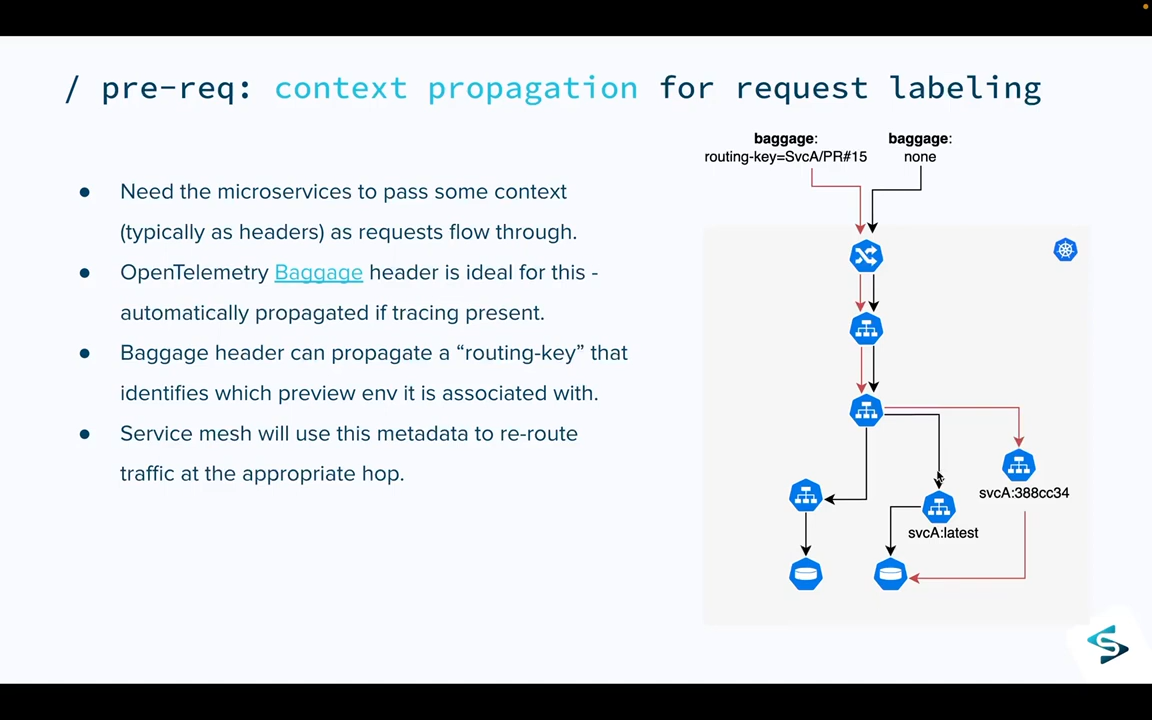 / pre-req: context propagation for request labeling
baggage:
routing-key=SvcA/PR#15
baggage:
none
● Need the microservices to pass some context
(typically as headers) as requests flow through.
● OpenTelemetry Baggage header is ideal for this -
automatically propagated if tracing present.
● Baggage header can propagate a “routing-key” that
identifies which preview env it is associated with.
● Service mesh will use this metadata to re-route
traffic at the appropriate hop.
svcA:388cc34
svcA:latest